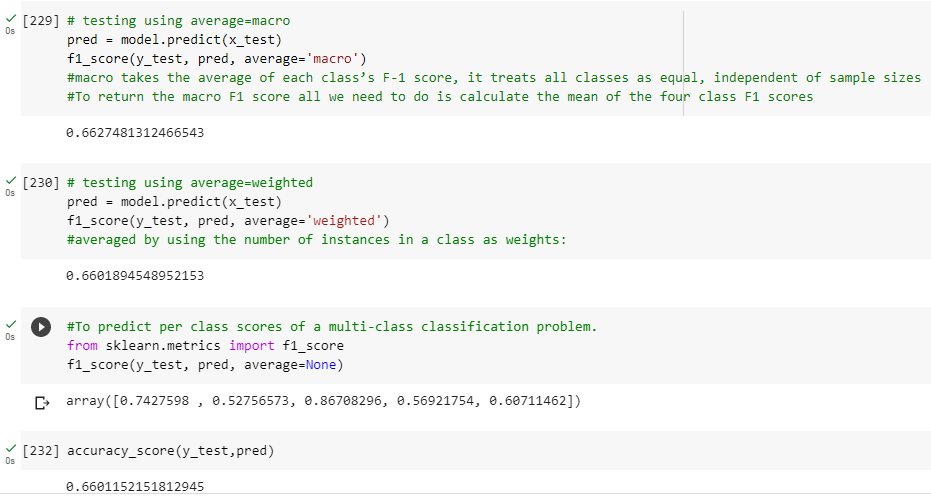 [229] # testing using average=macro
pred = model.predict(x_test)
f1_score(y_test, pred, average='macro')
#macro takes the average of each class’s F-1 score, it treats all classes as equal, independent of sample sizes
#To return the macro F1 score all we need to do is calculate the mean of the four class F1 scores
0s
0.6627481312466543
[230] # testing using average=weighted
pred = model.predict(x_test)
f1_score(y_test, pred, average='weighted')
#averaged by using the number of instances in a class as weights:
0s
0.6601894548952153
#To predict per class scores of a multi-class classification problem.
from sklearn.metrics import f1_score
f1_score(y_test, pred, average=None)
0s
array([0.7427598 , 0.52756573, 0.86708296, 0.56921754, 0.60711462])
[232] accuracy_score(y_test,pred)
0s
0.6601152151812945